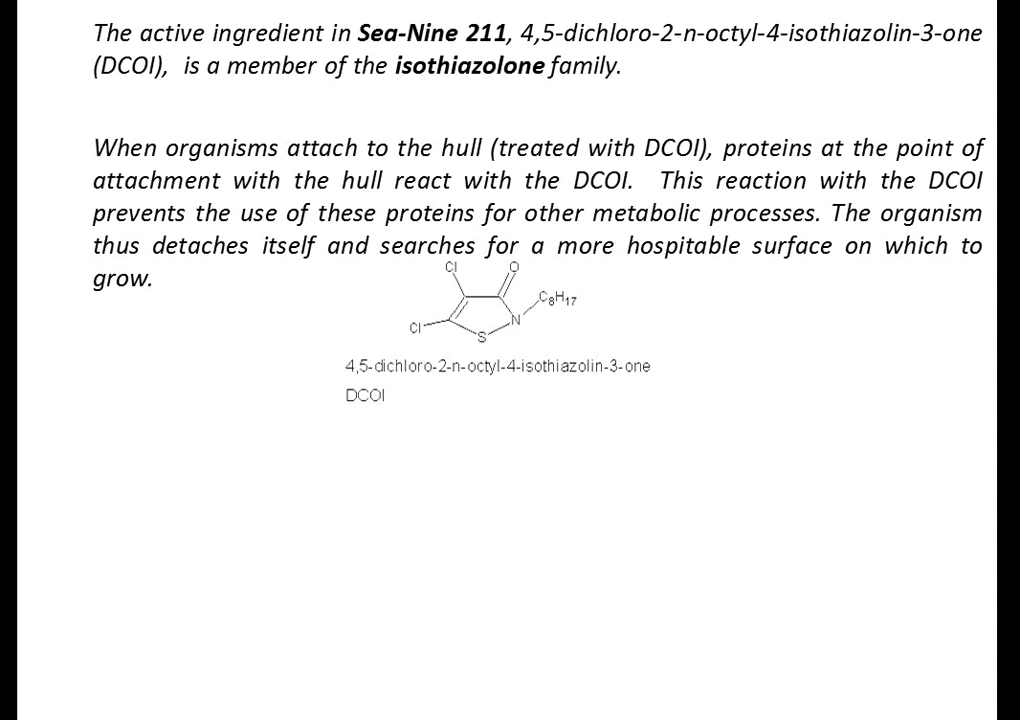 The active ingredient in Sea-Nine 211, 4,5-dichloro-2-n-octyl-4-isothiazolin-3-one
(DCOI), is a member of the isothiazolone family.
When organisms attach to the hull (treated with DCOI), proteins at the point of
attachment with the hull react with the DCOI. This reaction with the DCOI
prevents the use of these proteins for other metabolic processes. The organism
thus detaches itself and searches for a more hospitable surface on which to
grow.
Cl O
C8H17
N
Cl
S
4,5-dichloro-2-n-octyl-4-isothiazolin-3-one
DCOI